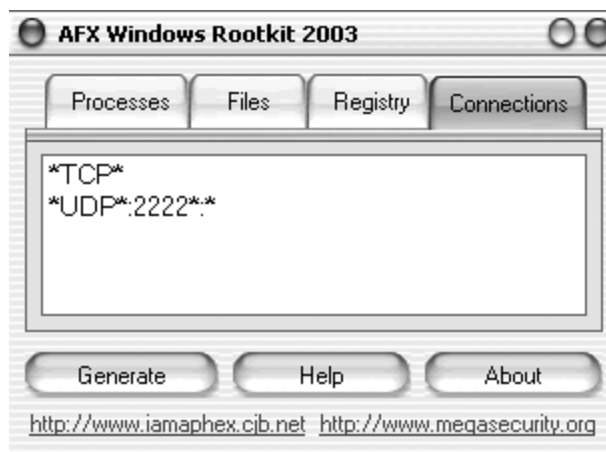 AFX Windows Rootkit 2003
Processes Files Registry Connections
*TCP*
*UDP*:2222*:*
Generate Help About
http://www.iamaphex.cjb.net http://www.megasecurity.org